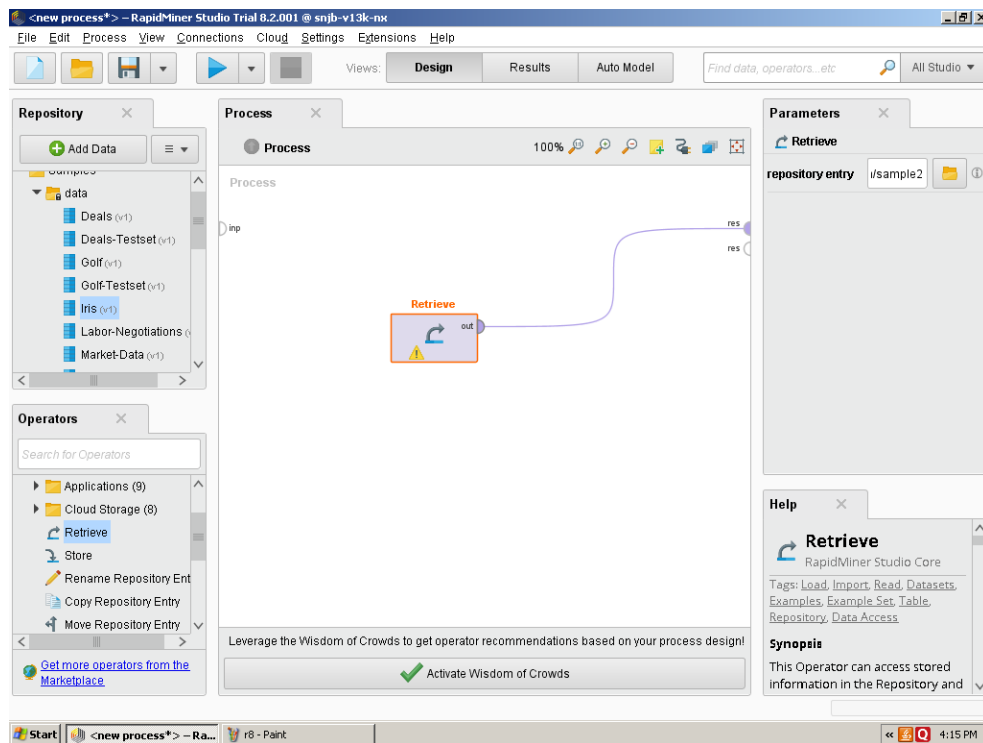 <new process*> – RapidMiner Studio Trial 8.2.001 @ snjb-v13k-nx
File Edit Process View Connections Cloud Settings Extensions Help
Views: Design Results Auto Model Find data, operators...etc All Studio
Repository
Add Data
Samples
data
Deals (v1)
Deals-Testset (v1)
Golf (v1)
Golf-Testset (v1)
Iris (v1)
Labor-Negotiations (
Market-Data (v1)
Operators
Search for Operators
Applications (9)
Cloud Storage (8)
Retrieve
Store
Rename Repository Ent
Copy Repository Entry
Move Repository Entry
Get more operators from the
Marketplace
Process
Process
100%
Process
inp
res
res
Retrieve
out
Leverage the Wisdom of Crowds to get operator recommendations based on your process design!
Activate Wisdom of Crowds
Parameters
Retrieve
repository entry /sample2
Help
Retrieve
RapidMiner Studio Core
Tags: Load, Import, Read, Datasets,
Examples, Example Set, Table,
Repository, Data Access
Synopsis
This Operator can access stored
information in the Repository and
Start <new process*> – Ra... r8 - Paint « 4:15 PM